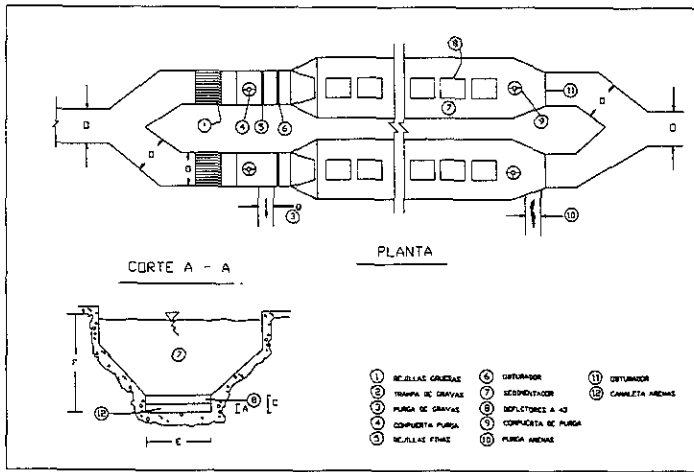 8
7
11
1
4
5
6
9
3
10
PLANTA
CORTE A - A
7
F
8
A
C
12
E
1 REJILLAS GRUESAS
2 TRAMPA DE GRAVAS
3 PURGA DE GRAVAS
4 COMPUERTA PURGA
5 REJILLAS FINAS
6 OBTURADOR
7 SEDIMENTADOR
8 DEFLECTORES A 45
9 COMPUERTA DE PURGA
10 PURGA ARENAS
11 OBTURADOR
12 CANALETA ARENAS